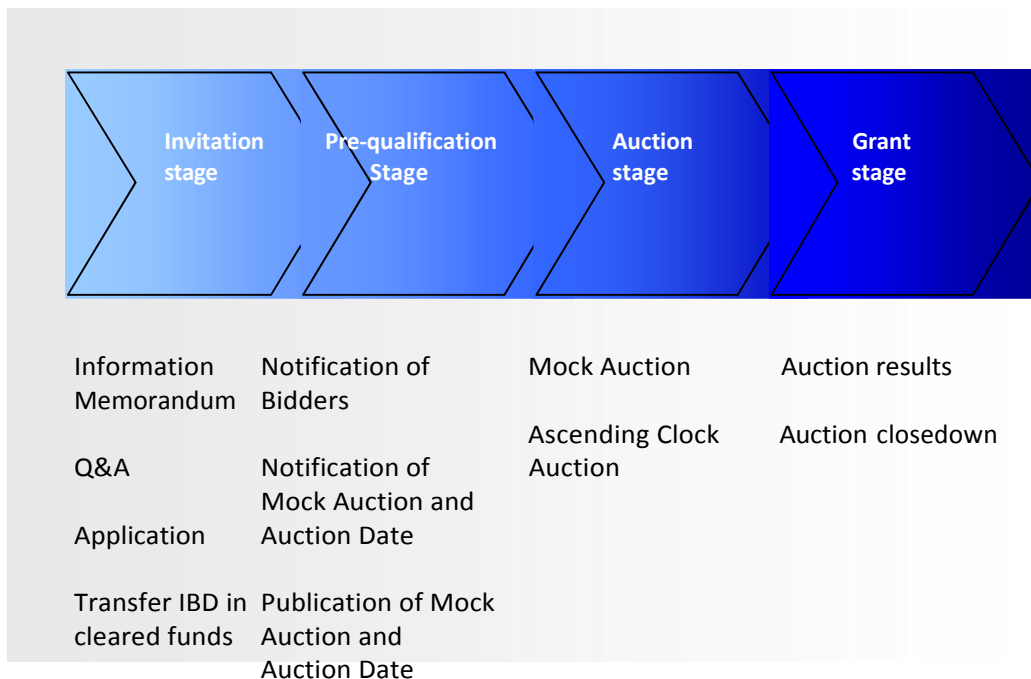 Invitation
stage
Pre-qualification
Stage
Auction
stage
Grant
stage
Information
Memorandum
Q&A
Application
Transfer IBD in
cleared funds
Notification of
Bidders
Notification of
Mock Auction and
Auction Date
Publication of Mock
Auction and
Auction Date
Mock Auction
Ascending Clock
Auction
Auction results
Auction closedown